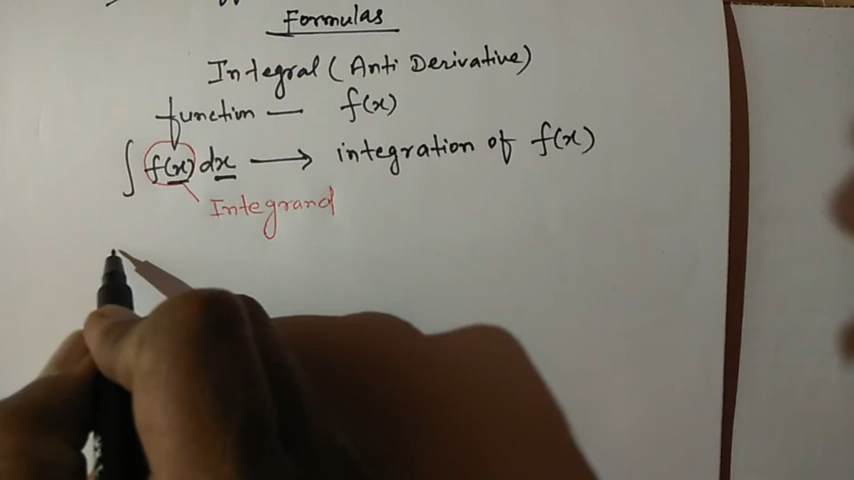 Formulas
Integral (Anti Derivative)
function — f(x)
∫ f(x) dx ⟶ integration of f(x)
Integrand